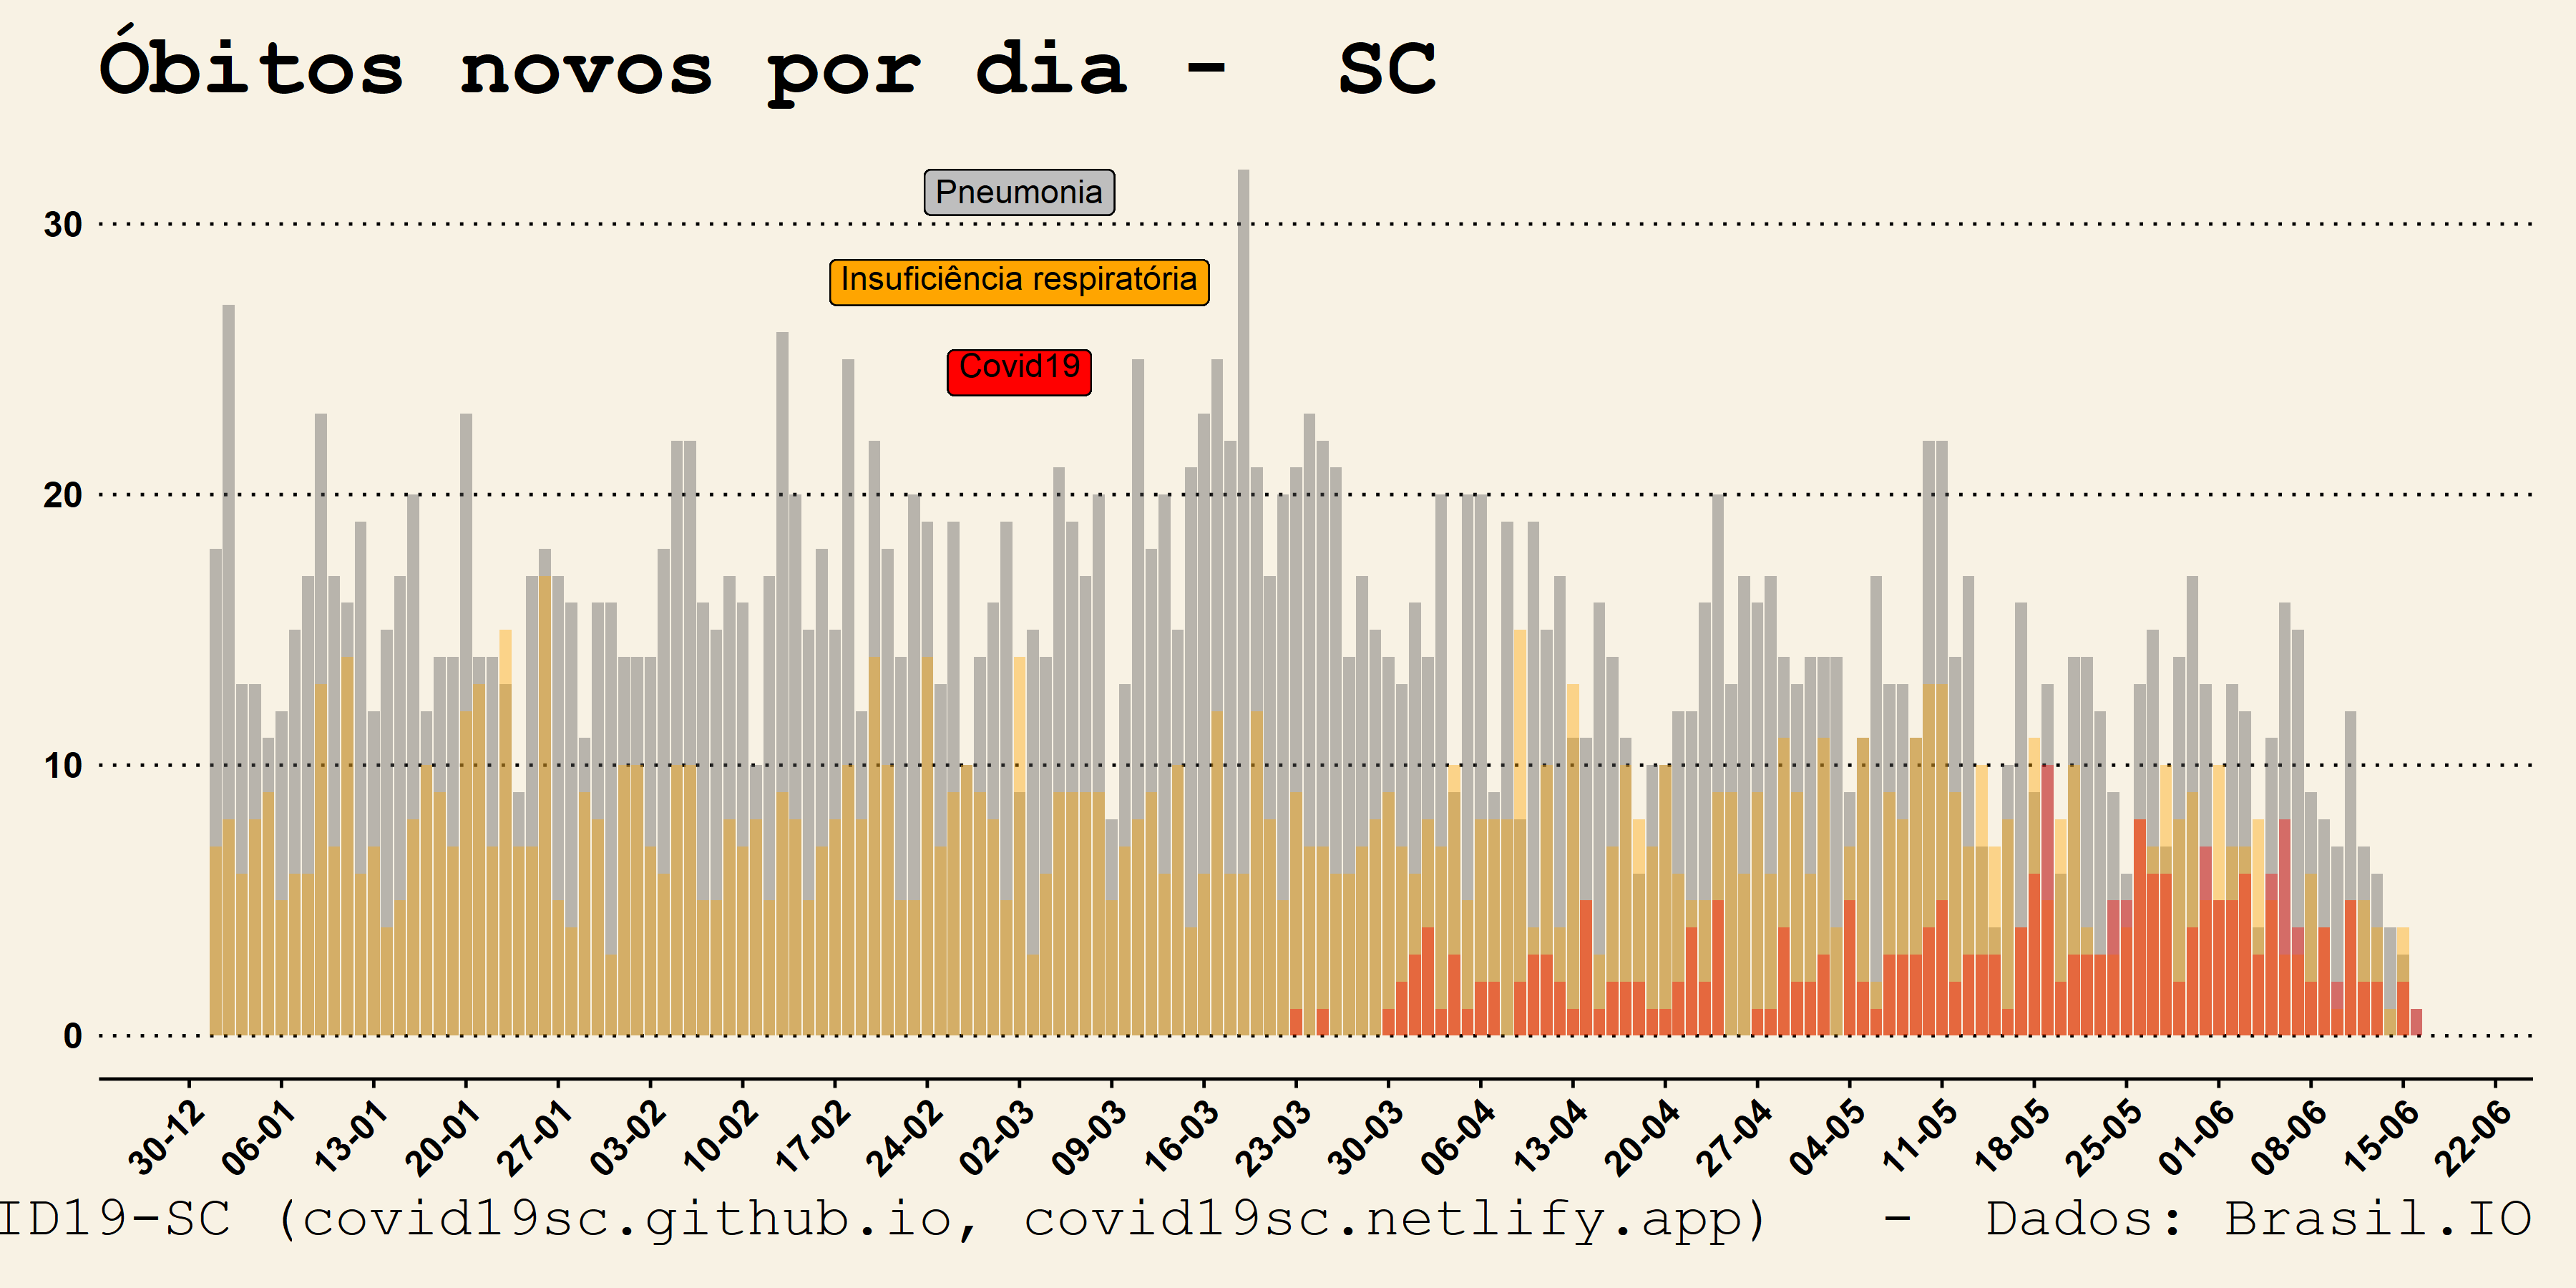 Óbitos novos por dia - SC
Pneumonia
30
Insuficiência respiratória
Covid19
20
10
0
30-12 06-01 13-01 20-01 27-01 03-02 10-02 17-02 24-02 02-03 09-03 16-03 23-03 30-03 06-04 13-04 20-04 27-04 04-05 11-05 18-05 25-05 01-06 08-06 15-06 22-06
ID19-SC (covid19sc.github.io, covid19sc.netlify.app) - Dados: Brasil.IO